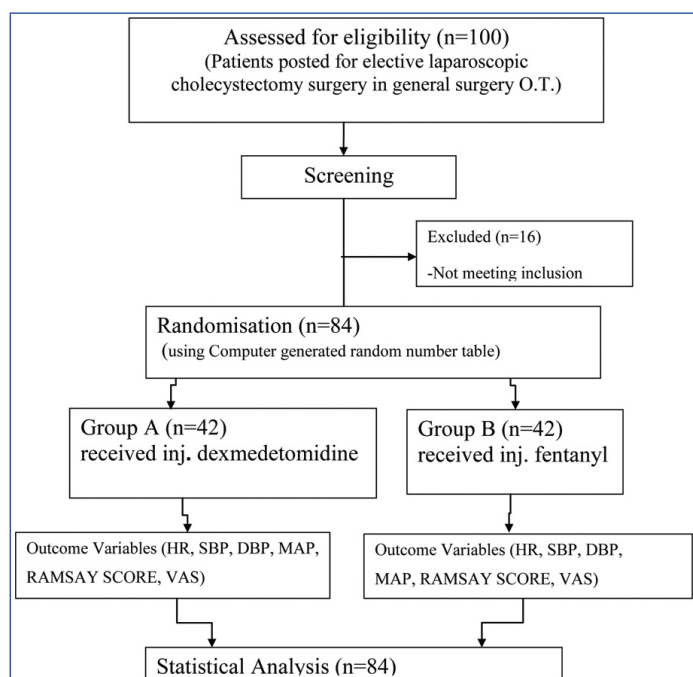 Assessed for eligibility (n=100)
(Patients posted for elective laparoscopic
cholecystectomy surgery in general surgery O.T.)
Screening
Excluded (n=16)
-Not meeting inclusion
Randomisation (n=84)
(using Computer generated random number table)
Group A (n=42)
received inj. dexmedetomidine
Group B (n=42)
received inj. fentanyl
Outcome Variables (HR, SBP, DBP, MAP,
RAMSAY SCORE, VAS)
Outcome Variables (HR, SBP, DBP,
MAP, RAMSAY SCORE, VAS)
Statistical Analysis (n=84)